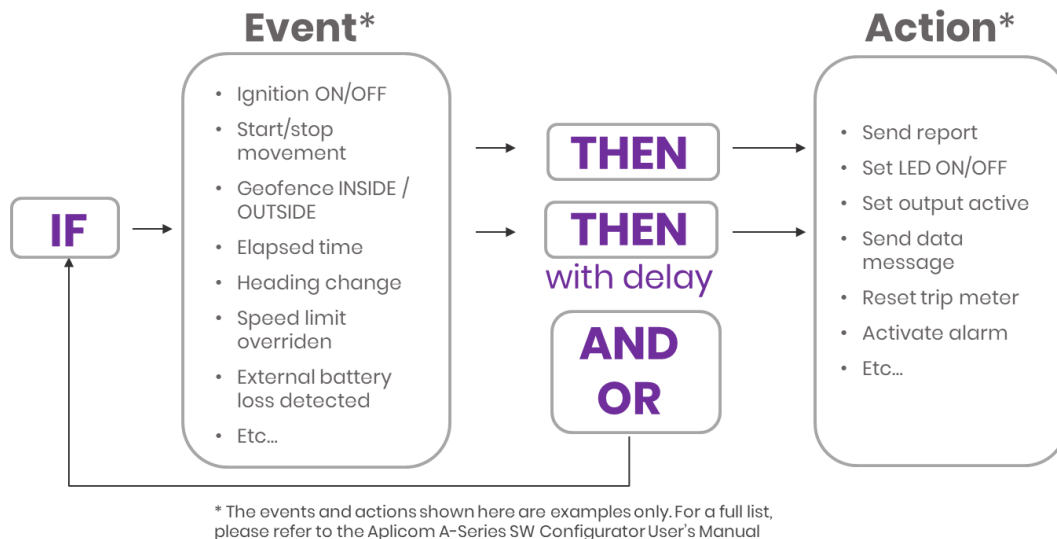 Event*
Action*
IF
• Ignition ON/OFF
• Start/stop
movement
• Geofence INSIDE /
OUTSIDE
• Elapsed time
• Heading change
• Speed limit
overriden
• External battery
loss detected
• Etc...
THEN
THEN
with delay
AND
OR
• Send report
• Set LED ON/OFF
• Set output active
• Send data
message
• Reset trip meter
• Activate alarm
• Etc...
* The events and actions shown here are examples only. For a full list,
please refer to the Aplicom A-Series SW Configurator User's Manual